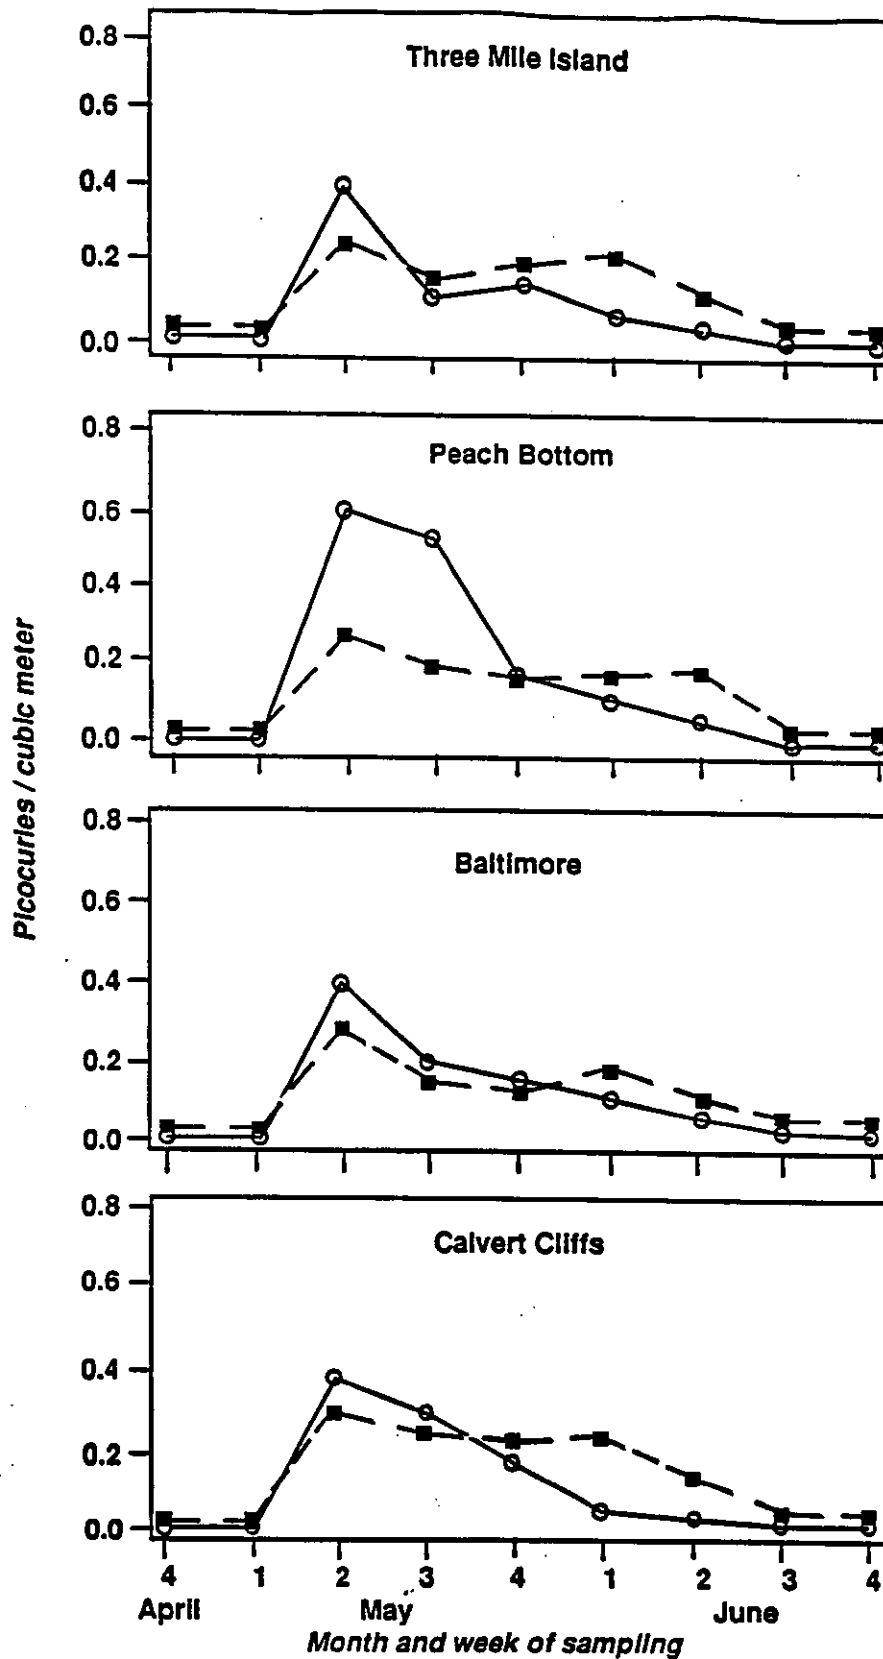 Three Mile Island
0.8
0.6
0.4
0.2
0.0
Peach Bottom
0.8
0.6
0.4
0.2
0.0
Picocuries / cubic meter
Baltimore
0.8
0.6
0.4
0.2
0.0
Calvert Cliffs
0.8
0.6
0.4
0.2
0.0
4 1 2 3 4 1 2 3 4
April May June
Month and week of sampling